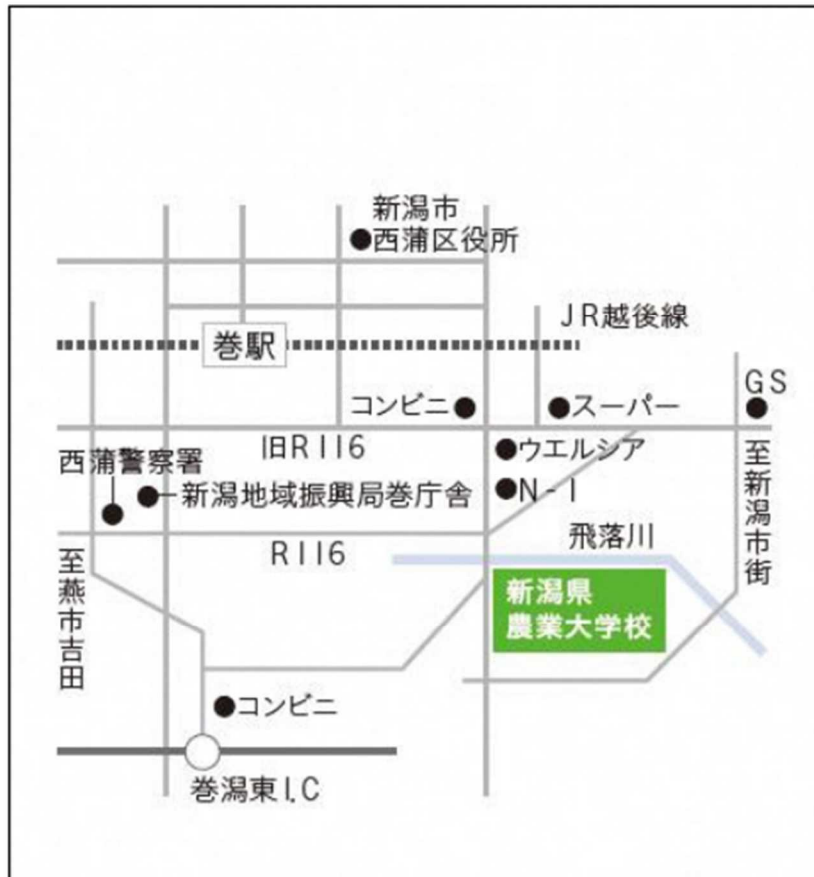 新潟市
西蒲区役所
JR越後線
巻駅
GS
コンビニ
スーパー
旧R116
ウエルシア
西蒲警察署
新潟地域振興局巻庁舎
N-1
至新潟市街
R116
飛落川
至燕市吉田
新潟県
農業大学校
コンビニ
巻潟東I.C